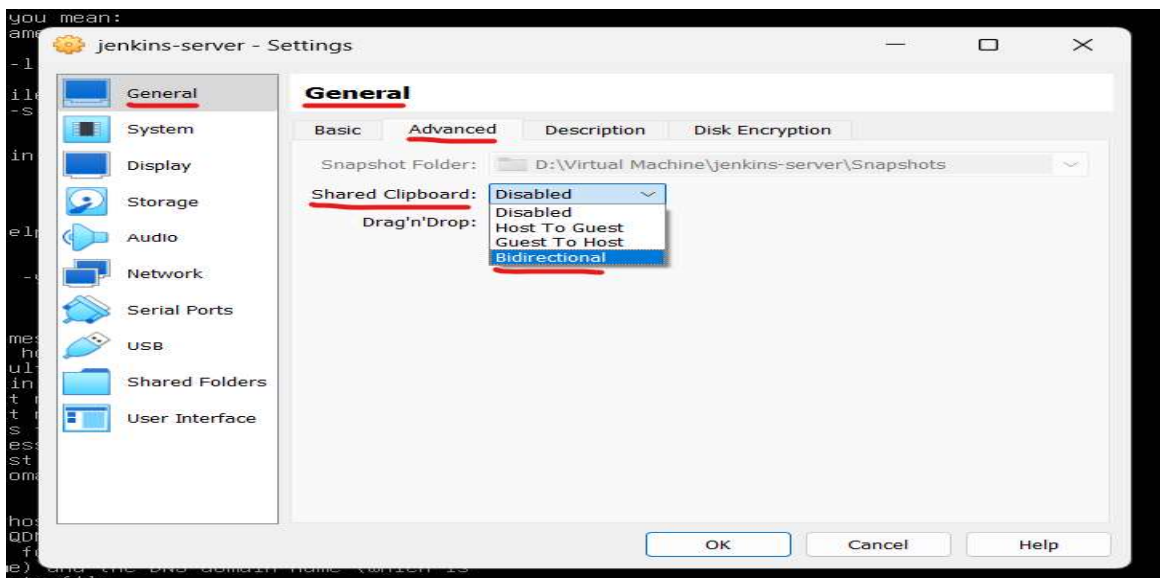 you mean:
jenkins-server - Settings
General
System
Display
Storage
Audio
Network
Serial Ports
USB
Shared Folders
User Interface
General
Basic Advanced Description Disk Encryption
Snapshot Folder: D:\Virtual Machine\jenkins-server\Snapshots
Shared Clipboard: Disabled
Disabled
Host To Guest
Guest To Host
Bidirectional
Drag'n'Drop:
OK Cancel Help